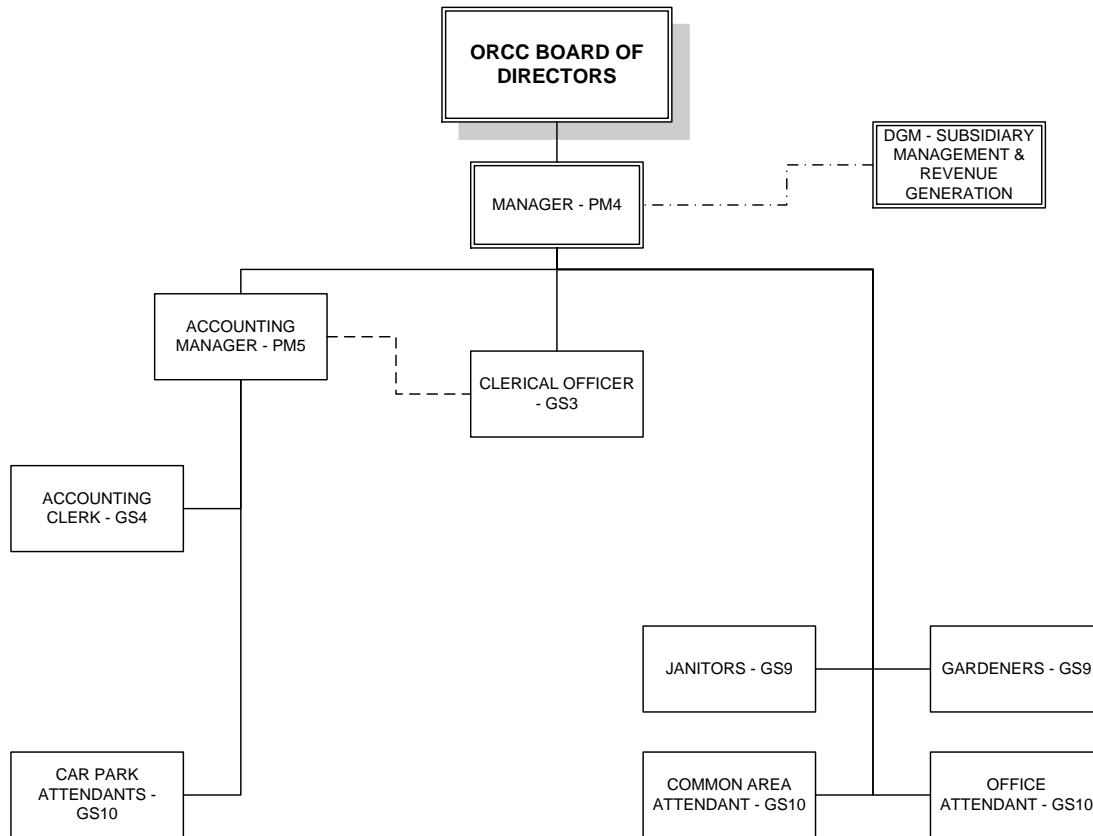 ORCC BOARD OF
DIRECTORS
DGM - SUBSIDIARY
MANAGEMENT &
REVENUE
GENERATION
MANAGER - PM4
ACCOUNTING
MANAGER - PM5
CLERICAL OFFICER
- GS3
ACCOUNTING
CLERK - GS4
JANITORS - GS9
GARDENERS - GS9
CAR PARK
ATTENDANTS -
GS10
COMMON AREA
ATTENDANT - GS10
OFFICE
ATTENDANT - GS10